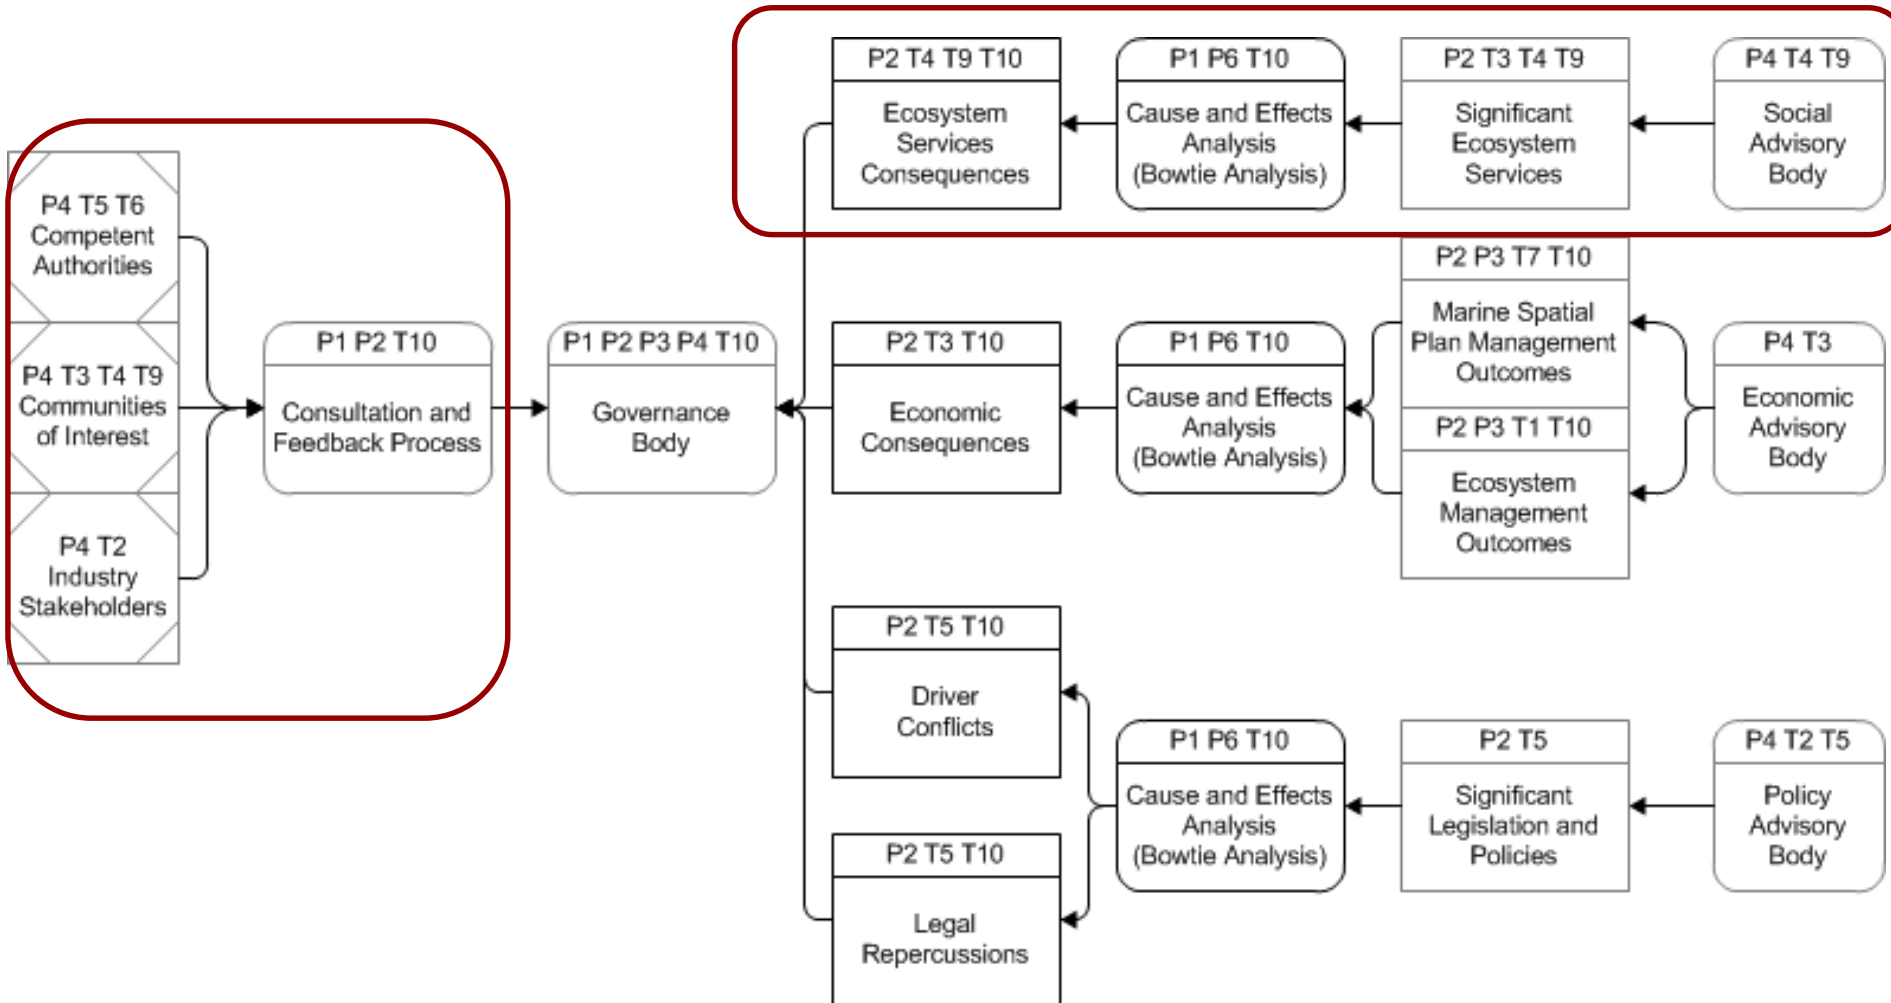 P2 T4 T9 T10
Ecosystem
Services
Consequences
P1 P6 T10
Cause and Effects
Analysis
(Bowtie Analysis)
P2 T3 T4 T9
Significant
Ecosystem
Services
P4 T4 T9
Social
Advisory
Body
P4 T5 T6
Competent
Authorities
P4 T3 T4 T9
Communities
of Interest
P4 T2
Industry
Stakeholders
P1 P2 T10
Consultation and
Feedback Process
P1 P2 P3 P4 T10
Governance
Body
P2 T3 T10
Economic
Consequences
P1 P6 T10
Cause and Effects
Analysis
(Bowtie Analysis)
P2 P3 T7 T10
Marine Spatial
Plan Management
Outcomes
P2 P3 T1 T10
Ecosystem
Management
Outcomes
P4 T3
Economic
Advisory
Body
P2 T5 T10
Driver
Conflicts
P2 T5 T10
Legal
Repercussions
P1 P6 T10
Cause and Effects
Analysis
(Bowtie Analysis)
P2 T5
Significant
Legislation and
Policies
P4 T2 T5
Policy
Advisory
Body